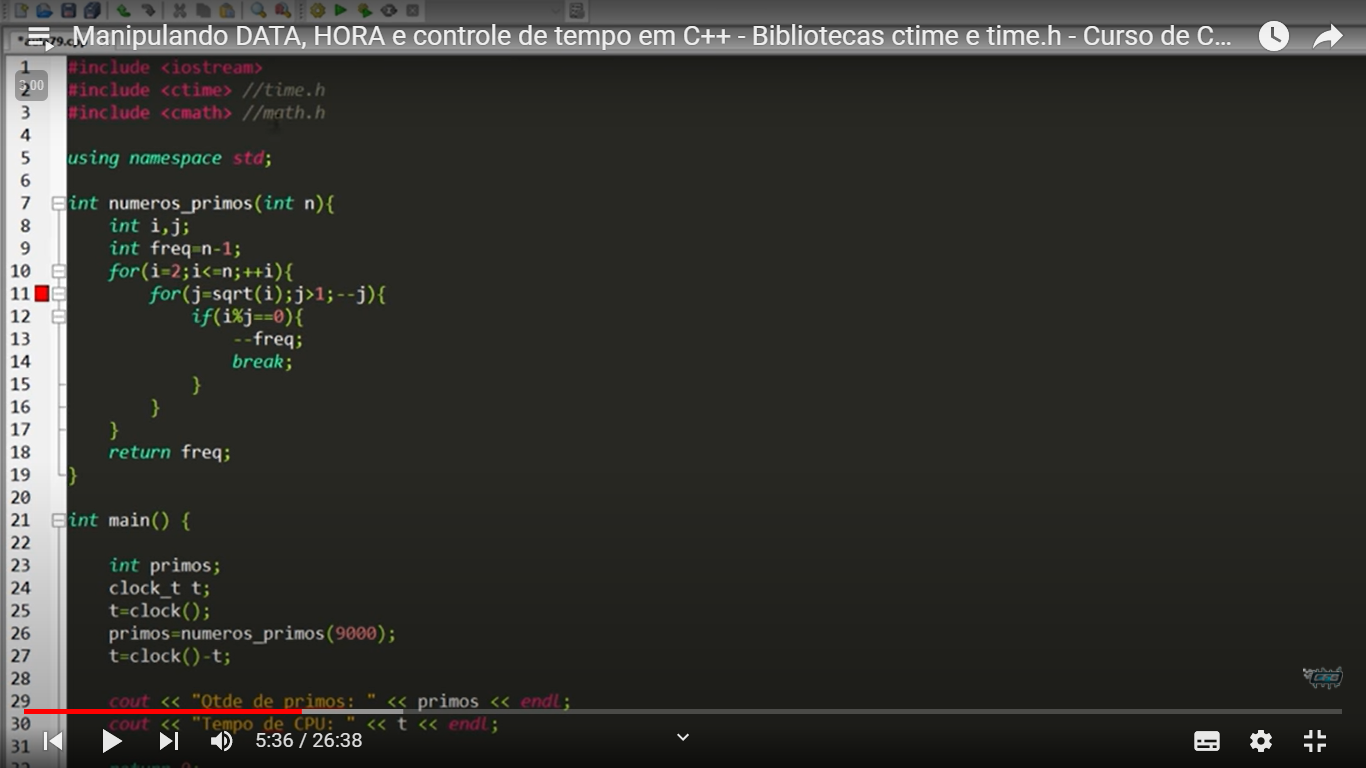 Manipulando DATA, HORA e controle de tempo em C++ - Bibliotecas ctime e time.h - Curso de C...
1 #include <iostream>
2 #include <ctime> //time.h
3 #include <cmath> //math.h
4
5 using namespace std;
6
7 int numeros_primos(int n){
8 int i,j;
9 int freq=n-1;
10 for(i=2;i<=n;++i){
11 for(j=sqrt(i);j>1;--j){
12 if(i%j==0){
13 --freq;
14 break;
15 }
16 }
17 }
18 return freq;
19 }
20
21 int main() {
22
23 int primos;
24 clock_t t;
25 t=clock();
26 primos=numeros_primos(9000);
27 t=clock()-t;
28
29 cout << "Qtde de primos: " << primos << endl;
30 cout << "Tempo de CPU: " << t << endl;
31
return 0;
5:36 / 26:38